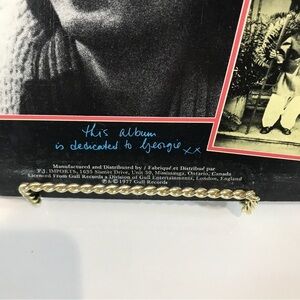 this album
is dedicated to Georgie xx
Manufactured and Distributed by / Fabriqué et Distribué par
P.J. IMPORTS, 1635 Sismet Drive, Unit 30, Mississauga, Ontario, Canada
Licensed From Gull Records a Division of Gull Entertainments, London, England
℗ © 1977 Gull Records